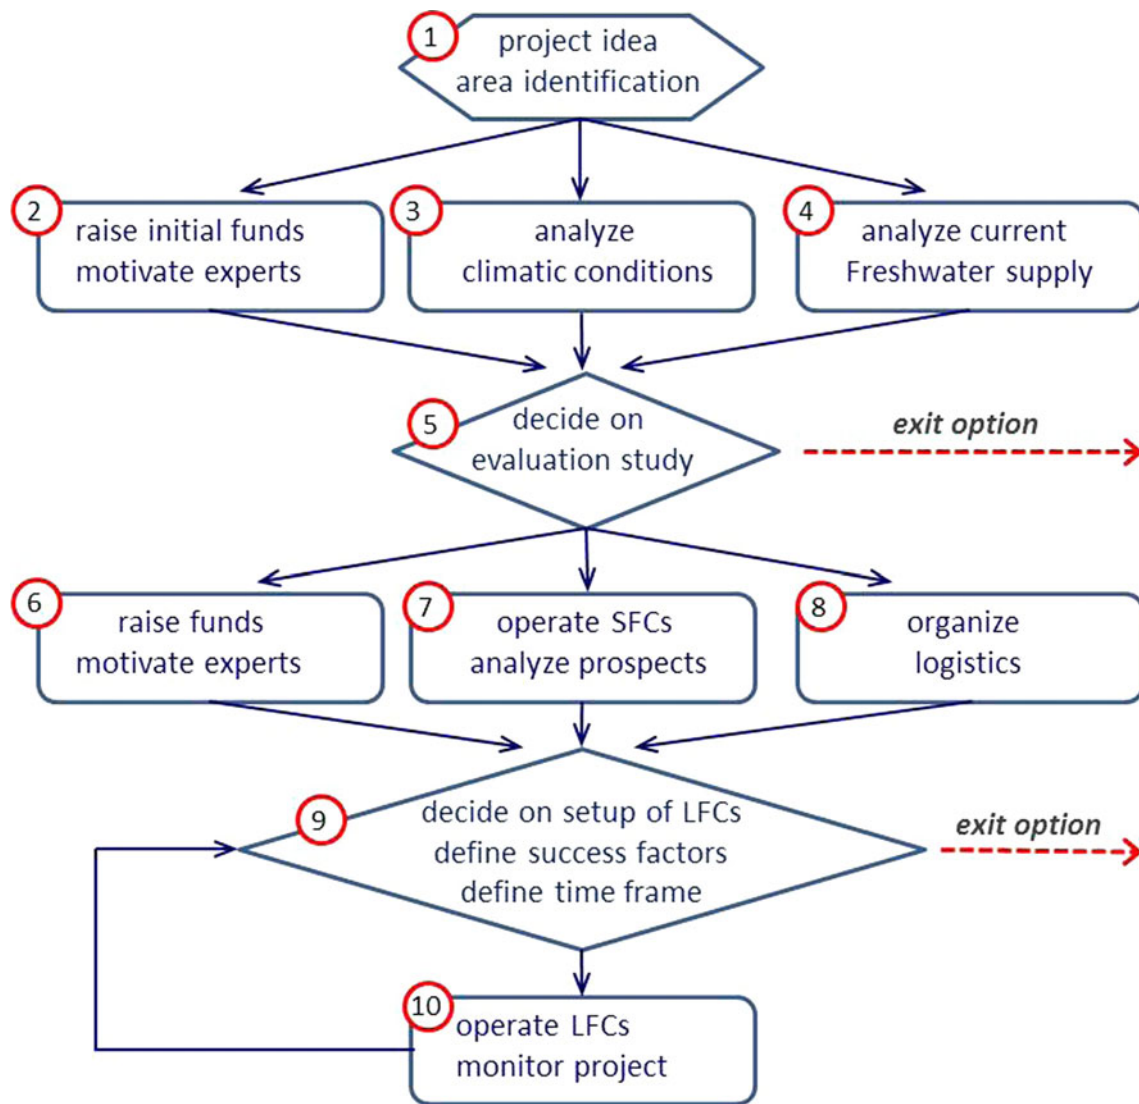 1
project idea
area identification
2
raise initial funds
motivate experts
3
analyze
climatic conditions
4
analyze current
Freshwater supply
5
decide on
evaluation study
exit option
6
raise funds
motivate experts
7
operate SFCs
analyze prospects
8
organize
logistics
9
decide on setup of LFCs
define success factors
define time frame
exit option
10
operate LFCs
monitor project